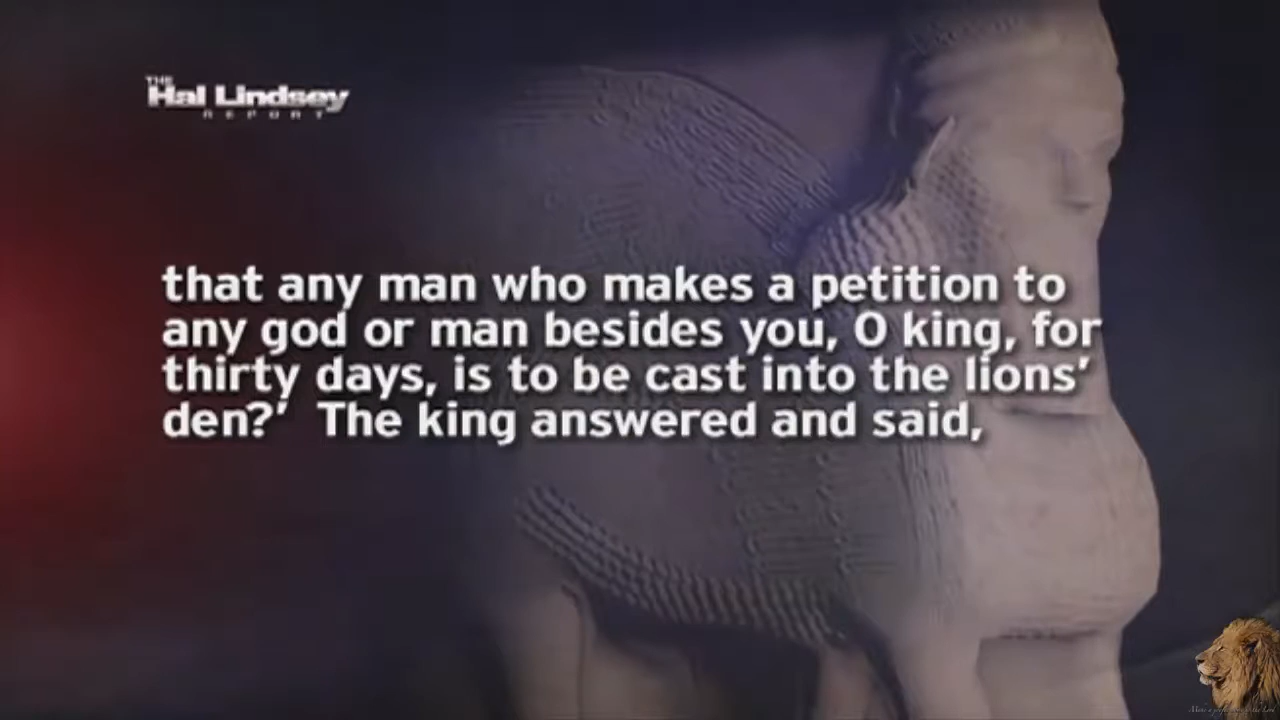 THE
Hal Lindsey
REPORT
that any man who makes a petition to
any god or man besides you, O king, for
thirty days, is to be cast into the lions’
den?’ The king answered and said,